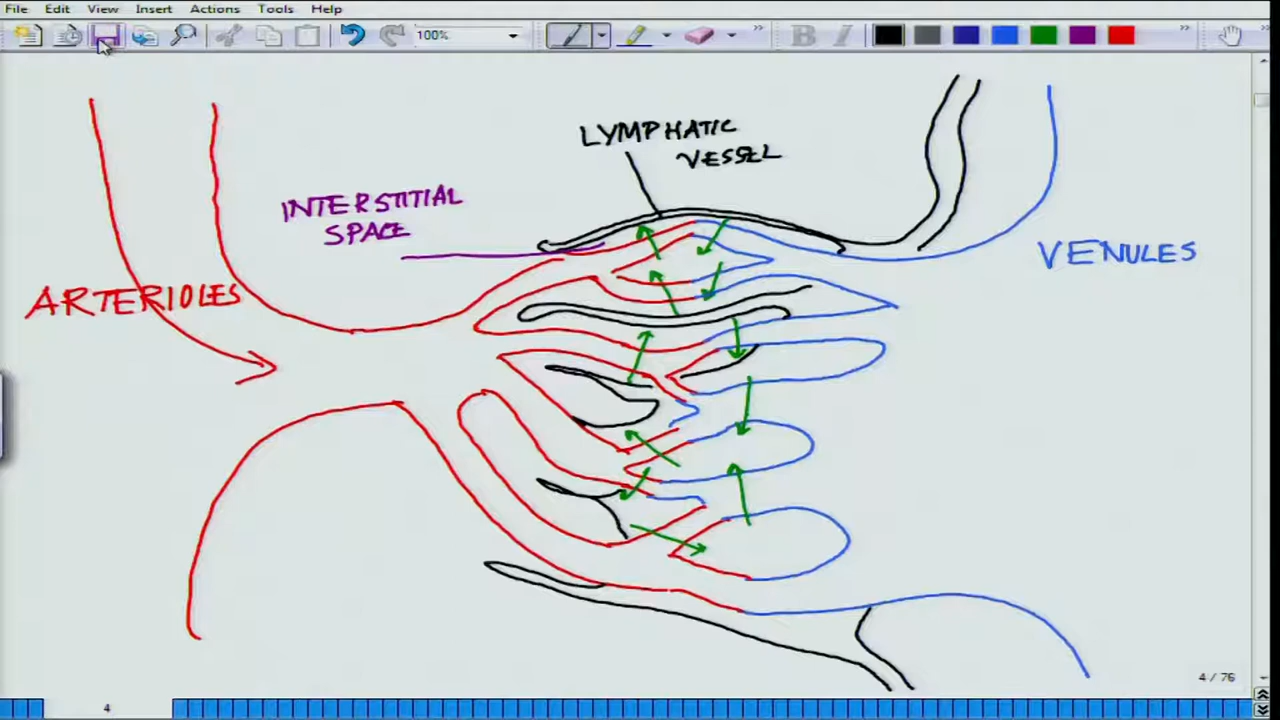 File Edit View Insert Actions Tools Help
100%
B I
LYMPHATIC
VESSEL
INTERSTITIAL
SPACE
VENULES
ARTERIOLES
4 / 76
4